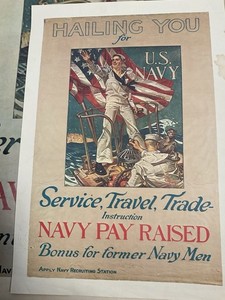 HAILING YOU
for
U.S.
NAVY
Service, Travel, Trade-
Instruction
NAVY PAY RAISED
Bonus for former Navy Men
APPLY NAVY RECRUITING STATION
NAV